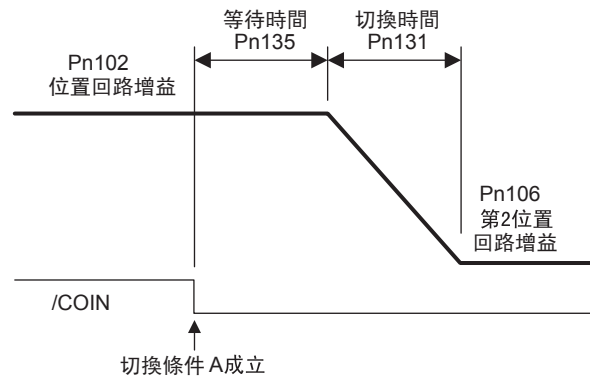 等待時間
Pn135
切換時間
Pn131
Pn102
位置回路增益
Pn106
第2位置
回路增益
/COIN
切換條件A成立